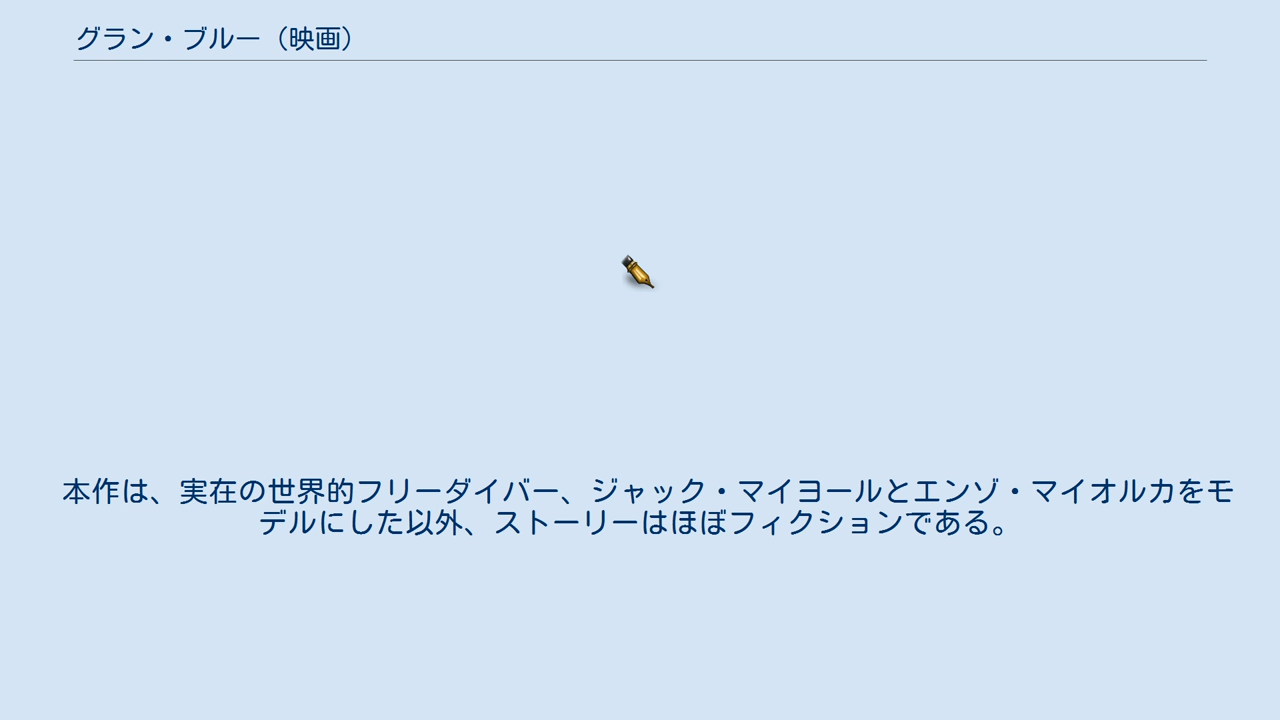 グラン・ブルー（映画）
本作は、実在の世界的フリーダイバー、ジャック・マイヨールとエンゾ・マイオルカをモ
デルにした以外、ストーリーはほぼフィクションである。